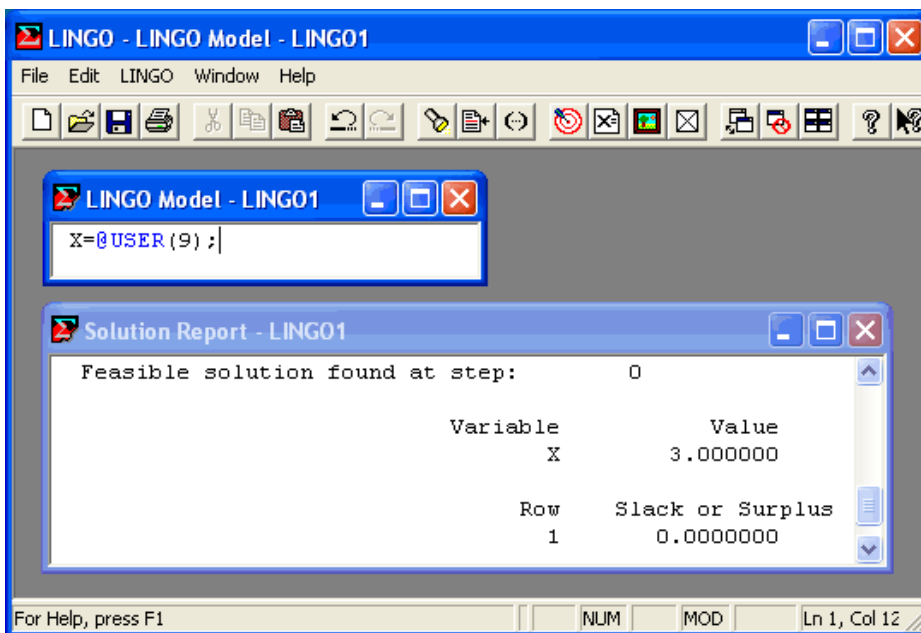 LINGO - LINGO Model - LINGO1
File Edit LINGO Window Help
LINGO Model - LINGO1
X=@USER(9);
Solution Report - LINGO1
Feasible solution found at step: 0
Variable Value
X 3.000000
Row Slack or Surplus
1 0.0000000
For Help, press F1 NUM MOD Ln 1, Col 12